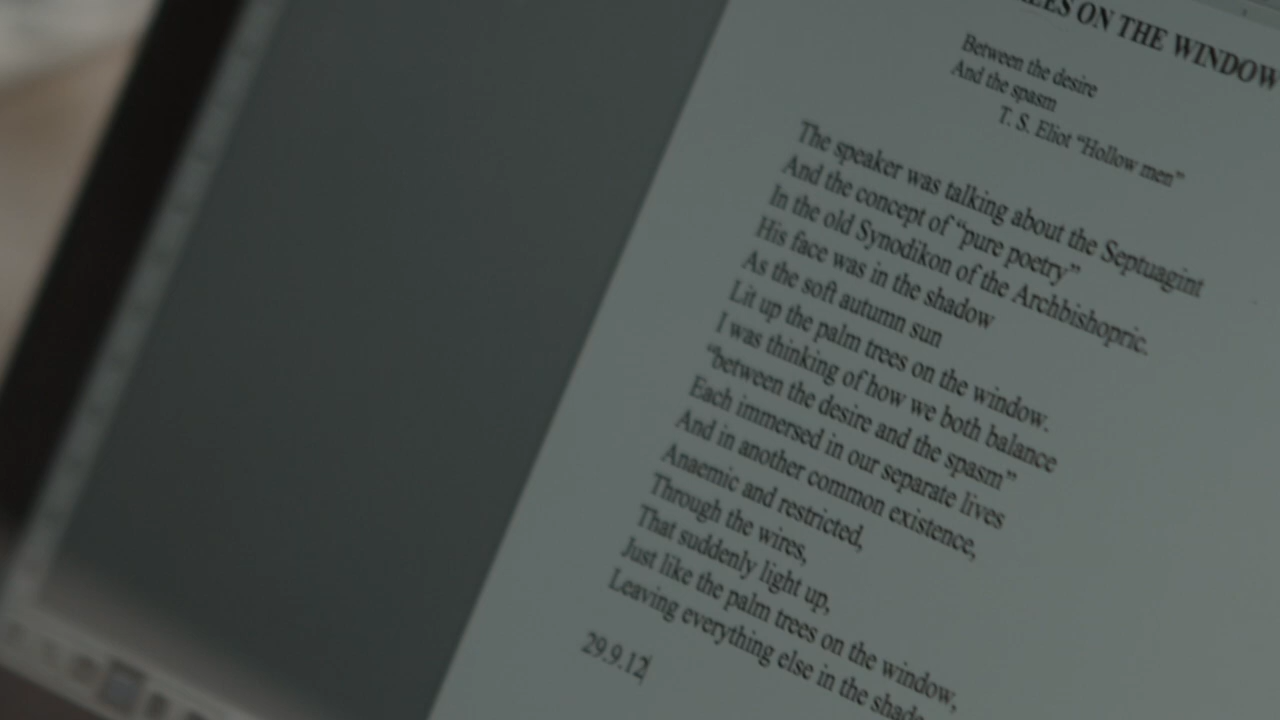 ON THE WINDOW
Between the desire
And the spasm
T. S. Eliot “Hollow men”
The speaker was talking about the Septuagint
And the concept of “pure poetry”
In the old Synodikon of the Archbishopric.
His face was in the shadow
As the soft autumn sun
Lit up the palm trees on the window.
I was thinking of how we both balance
“between the desire and the spasm”
Each immersed in our separate lives
And in another common existence,
Anaemic and restricted,
Through the wires,
That suddenly light up,
Just like the palm trees on the window,
Leaving everything else in the
29.9.12